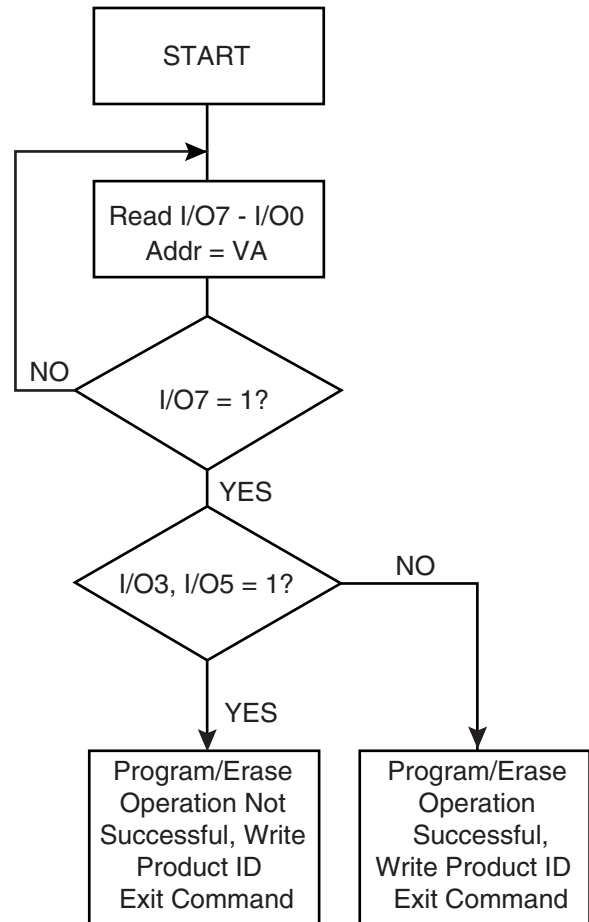 START
Read I/O7 - I/O0
Addr = VA
NO
I/O7 = 1?
YES
I/O3, I/O5 = 1?
NO
YES
Program/Erase
Operation Not
Successful, Write
Product ID
Exit Command
Program/Erase
Operation
Successful,
Write Product ID
Exit Command